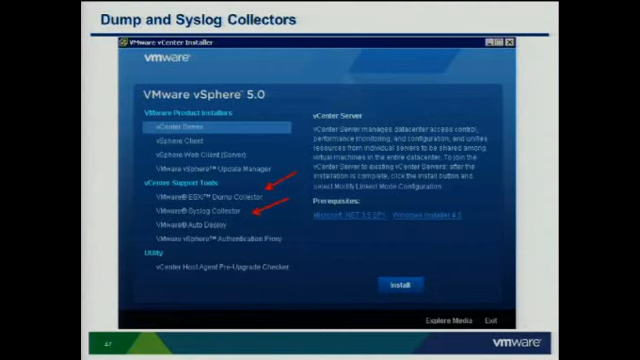 Dump and Syslog Collectors
VMware vCenter Installer
vmware
VMware vSphere™ 5.0
VMware Product Installers
vCenter Server
vSphere Client
vSphere Web Client (Server)
VMware vSphere™ Update Manager
vCenter Support Tools
VMware® ESXi™ Dump Collector
VMware® Syslog Collector
VMware® Auto Deploy
VMware vSphere™ Authentication Proxy
Utility
vCenter Host Agent Pre-Upgrade Checker
vCenter Server
vCenter Server manages datacenter access control,
performance monitoring, and configuration, and unifies
resources from individual servers to be shared among
virtual machines in the entire datacenter. To join the
vCenter Server to existing vCenter Servers, after the
installation is complete, click the Install button and
select Modify Linked Mode Configuration.
Prerequisites:
Microsoft .NET 3.5 SP1 Windows Installer 4.5
Install
Explore Media Exit
47
vmware